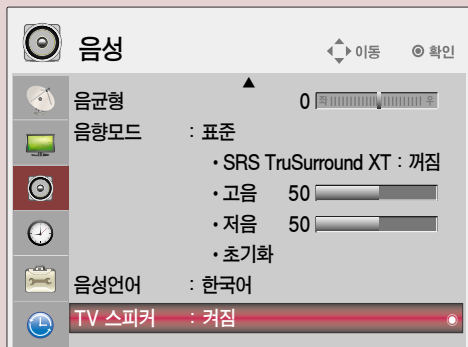 음성
이동 확인
음균형 0 좌 우
음향모드 : 표준
• SRS TruSurround XT : 꺼짐
• 고음 50
• 저음 50
• 초기화
음성언어 : 한국어
TV 스피커 : 켜짐